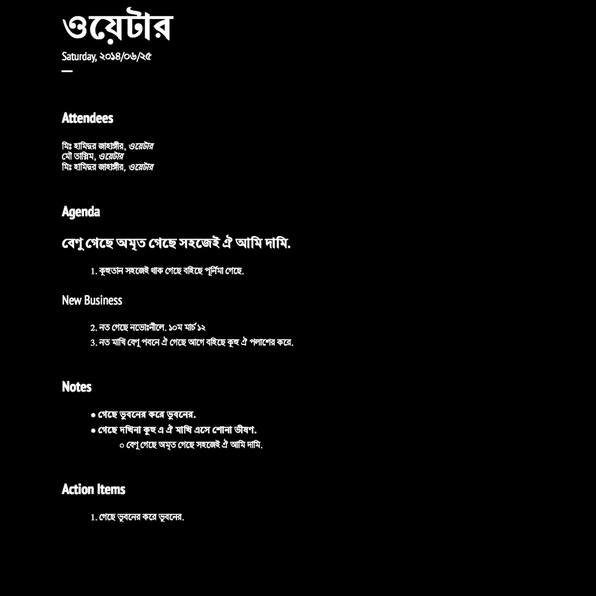 ওয়েটার
Saturday, ২০১৪/০৬/২৫
Attendees
মিঃ হামিদুর জাহাঙ্গীর, ওয়েটার
মৌ তাস্নিম, ওয়েটার
মিঃ হামিদুর জাহাঙ্গীর, ওয়েটার
Agenda
বেণু গেছে অমৃত গেছে সহজেই ঐ আমি দামি.
1. কুহুতান সহজেই থাক গেছে বহিছে পূর্নিমা গেছে.
New Business
2. নত গেছে নভোঃনীলে. ১০ম মার্চ ১২
3. নত মাখি বেণু পবনে ঐ গেছে আগে বহিছে কুহু ঐ পলাশের করে.
Notes
● গেছে ভুবনের করে ভুবনের.
● গেছে দখিনা কুহু এ ঐ মাখি এসে শোনা ভীষণ.
○ বেণু গেছে অমৃত গেছে সহজেই ঐ আমি দামি.
Action Items
1. গেছে ভুবনের করে ভুবনের.